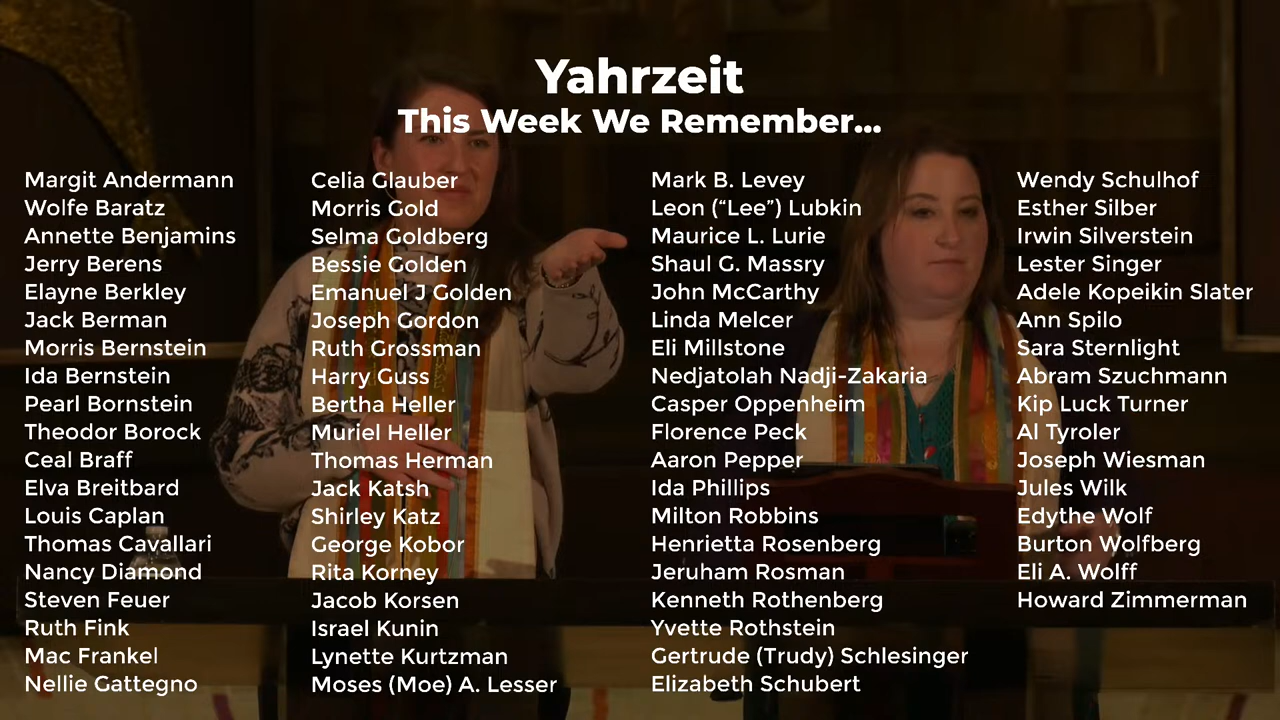 Yahrzeit
This Week We Remember...
Margit Andermann
Wolfe Baratz
Annette Benjamins
Jerry Berens
Elayne Berkley
Jack Berman
Morris Bernstein
Ida Bernstein
Pearl Bornstein
Theodor Borock
Ceal Braff
Elva Breitbard
Louis Caplan
Thomas Cavallari
Nancy Diamond
Steven Feuer
Ruth Fink
Mac Frankel
Nellie Gattegno
Celia Glauber
Morris Gold
Selma Goldberg
Bessie Golden
Emanuel J Golden
Joseph Gordon
Ruth Grossman
Harry Guss
Bertha Heller
Muriel Heller
Thomas Herman
Jack Katsh
Shirley Katz
George Kobor
Rita Korney
Jacob Korsen
Israel Kunin
Lynette Kurtzman
Moses (Moe) A. Lesser
Mark B. Levey
Leon (“Lee”) Lubkin
Maurice L. Lurie
Shaul G. Massry
John McCarthy
Linda Melcer
Eli Millstone
Nedjatolah Nadji-Zakaria
Casper Oppenheim
Florence Peck
Aaron Pepper
Ida Phillips
Milton Robbins
Henrietta Rosenberg
Jeruham Rosman
Kenneth Rothenberg
Yvette Rothstein
Gertrude (Trudy) Schlesinger
Elizabeth Schubert
Wendy Schulhof
Esther Silber
Irwin Silverstein
Lester Singer
Adele Kopeikin Slater
Ann Spilo
Sara Sternlight
Abram Szuchmann
Kip Luck Turner
Al Tyroler
Joseph Wiesman
Jules Wilk
Edythe Wolf
Burton Wolfberg
Eli A. Wolff
Howard Zimmerman